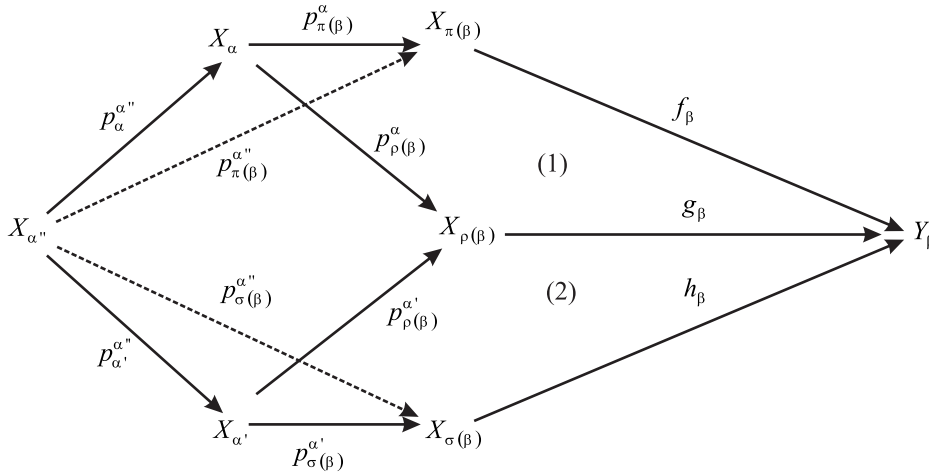 p^α_π(β)
X_π(β)
X_α
f_β
p^α''_α
p^α_ρ(β)
p^α''_π(β)
(1)
g_β
X_α''
X_ρ(β)
Y
p^α''_σ(β)
(2)
h_β
p^α'_ρ(β)
p^α''_α'
X_α'
X_σ(β)
p^α'_σ(β)